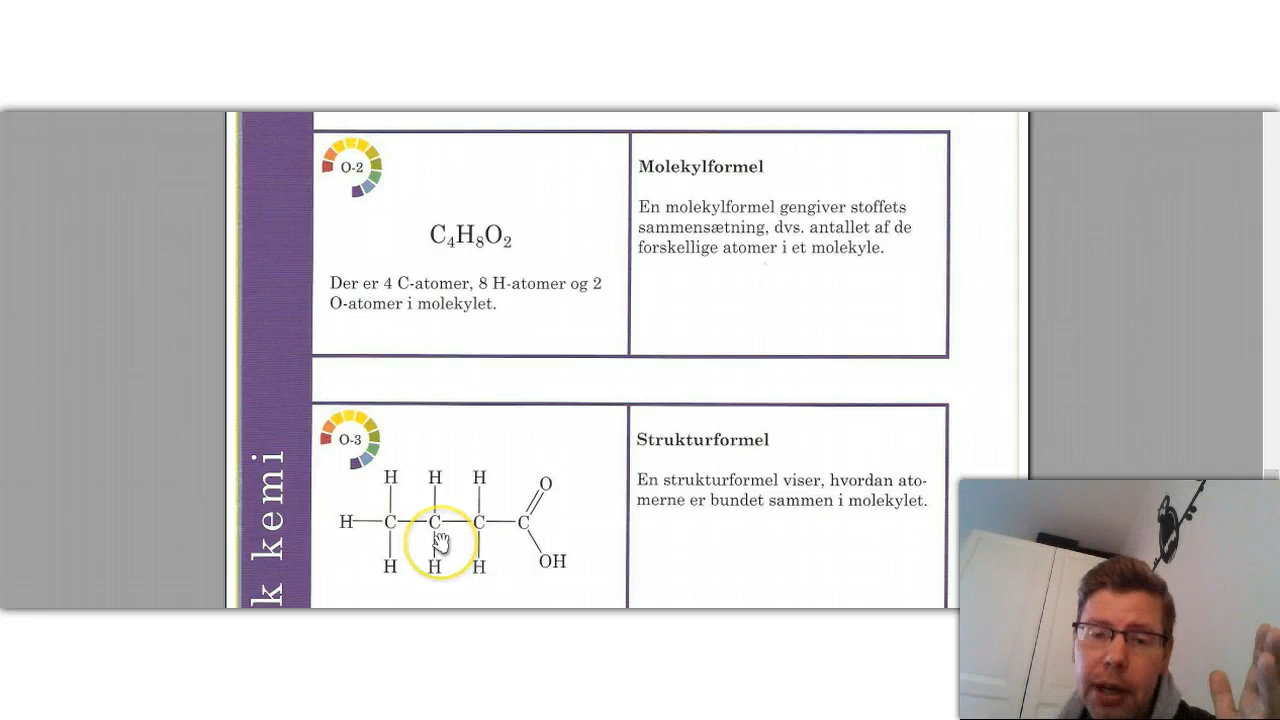 O-2
C₄H₈O₂
Der er 4 C-atomer, 8 H-atomer og 2
O-atomer i molekylet.
Molekylformel
En molekylformel gengiver stoffets
sammensætning, dvs. antallet af de
forskellige atomer i et molekyle.
O-3
H H H O
H C C C C
H H H OH
Strukturformel
En strukturformel viser, hvordan ato-
merne er bundet sammen i molekylet.
k kemi